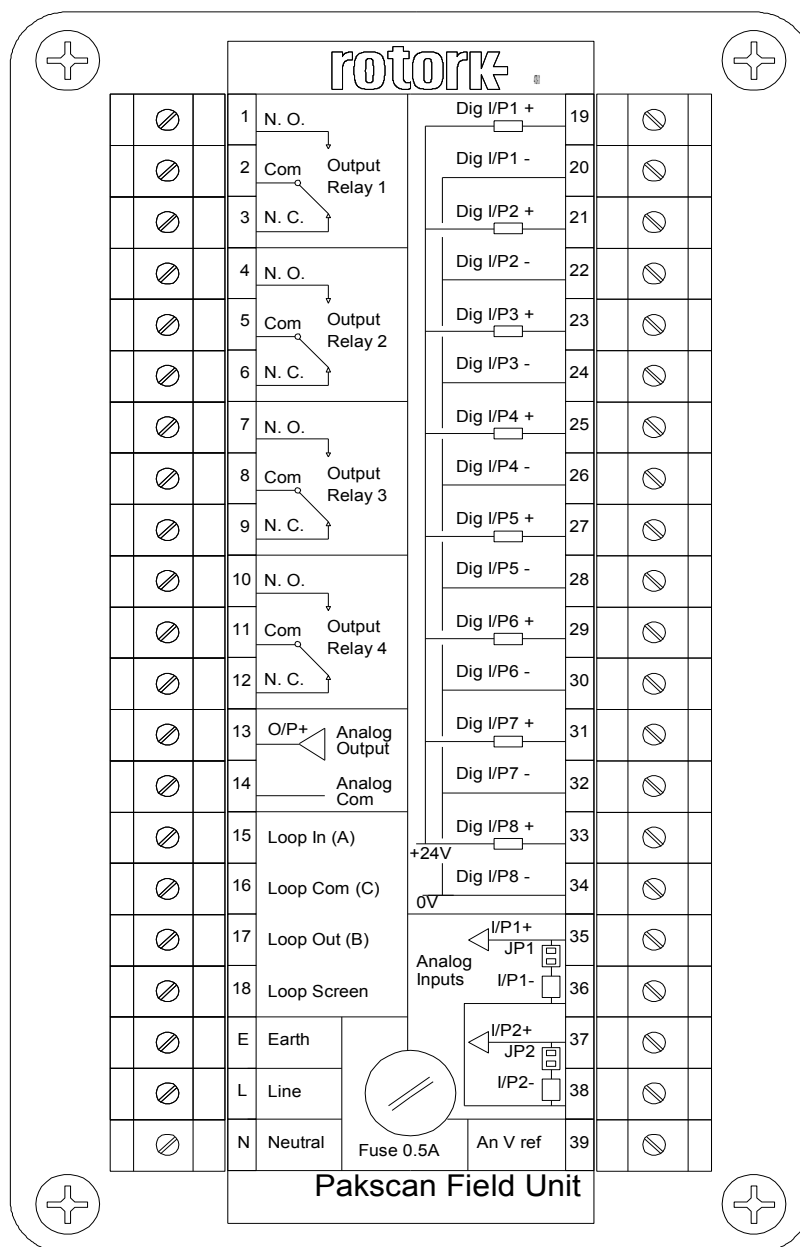 rotork
1 N. O.
2 Com Output
Relay 1
3 N. C.
4 N. O.
5 Com Output
Relay 2
6 N. C.
7 N. O.
8 Com Output
Relay 3
9 N. C.
10 N. O.
11 Com Output
Relay 4
12 N. C.
13 O/P+ Analog
Output
14 Analog
Com
15 Loop In (A)
16 Loop Com (C)
17 Loop Out (B)
18 Loop Screen
E Earth
L Line
N Neutral
Fuse 0.5A
Dig I/P1 + 19
Dig I/P1 - 20
Dig I/P2 + 21
Dig I/P2 - 22
Dig I/P3 + 23
Dig I/P3 - 24
Dig I/P4 + 25
Dig I/P4 - 26
Dig I/P5 + 27
Dig I/P5 - 28
Dig I/P6 + 29
Dig I/P6 - 30
Dig I/P7 + 31
Dig I/P7 - 32
Dig I/P8 + 33
+24V
Dig I/P8 - 34
0V
Analog
Inputs
I/P1+ 35
JP1
I/P1- 36
I/P2+ 37
JP2
I/P2- 38
An V ref 39
Pakscan Field Unit